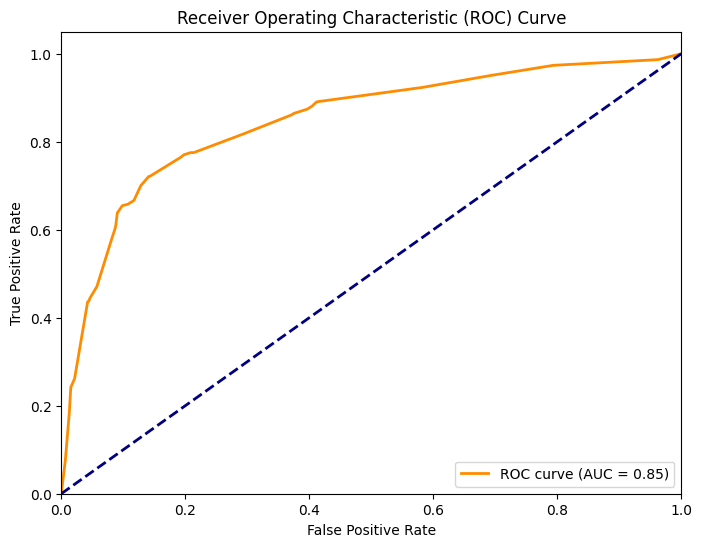 Receiver Operating Characteristic (ROC) Curve
1.0
0.8
0.6
0.4
0.2
0.0
True Positive Rate
ROC curve (AUC = 0.85)
0.0 0.2 0.4 0.6 0.8 1.0
False Positive Rate